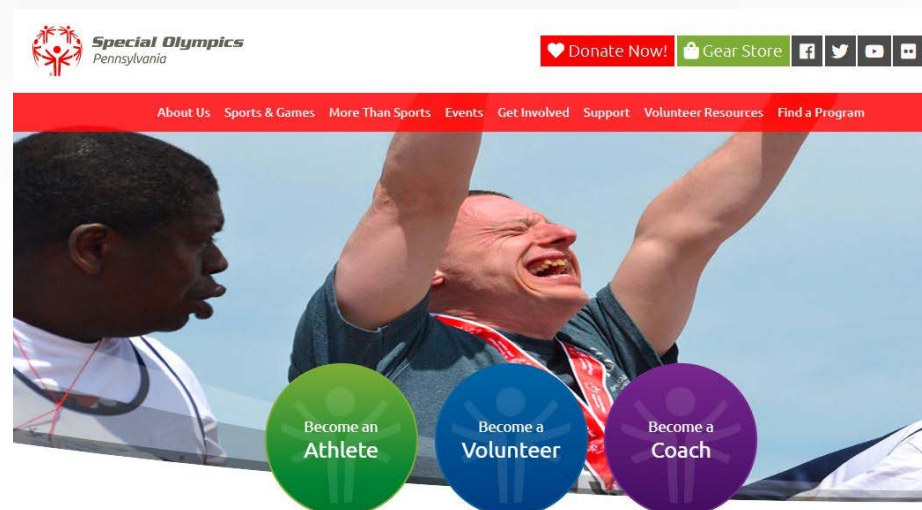 Special Olympics
Pennsylvania
Donate Now!
Gear Store
About Us Sports & Games More Than Sports Events Get Involved Support Volunteer Resources Find a Program
Become an
Athlete
Become a
Volunteer
Become a
Coach